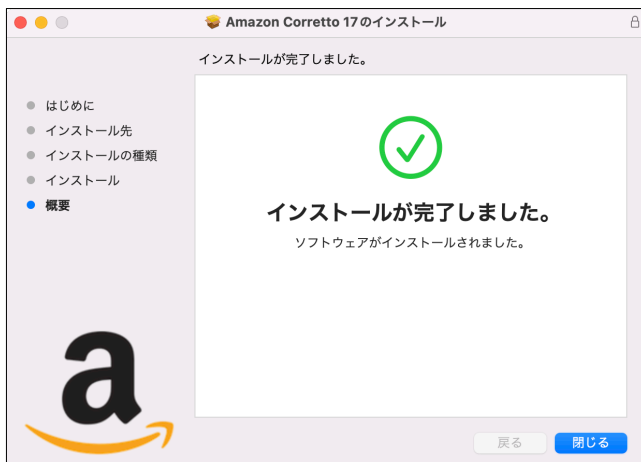 Amazon Corretto 17のインストール
インストールが完了しました。
はじめに
インストール先
インストールの種類
インストール
概要
インストールが完了しました。
ソフトウェアがインストールされました。
a
戻る
閉じる